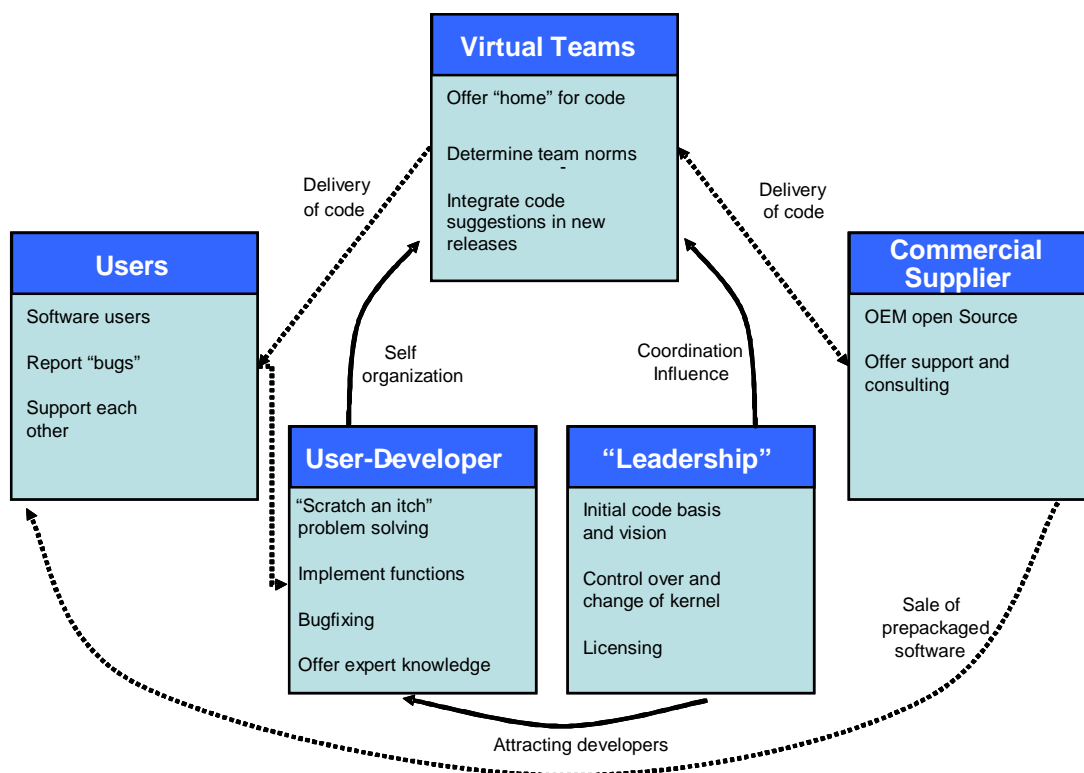 Virtual Teams
Offer “home” for code
Determine team norms
-
Integrate code
suggestions in new
releases
Delivery
of code
Delivery
of code
Users
Software users
Report “bugs”
Support each
other
Commercial
Supplier
OEM open Source
Offer support and
consulting
Self
organization
Coordination
Influence
User-Developer
“Scratch an itch”
problem solving
Implement functions
Bugfixing
Offer expert knowledge
“Leadership”
Initial code basis
and vision
Control over and
change of kernel
Licensing
Sale of
prepackaged
software
Attracting developers